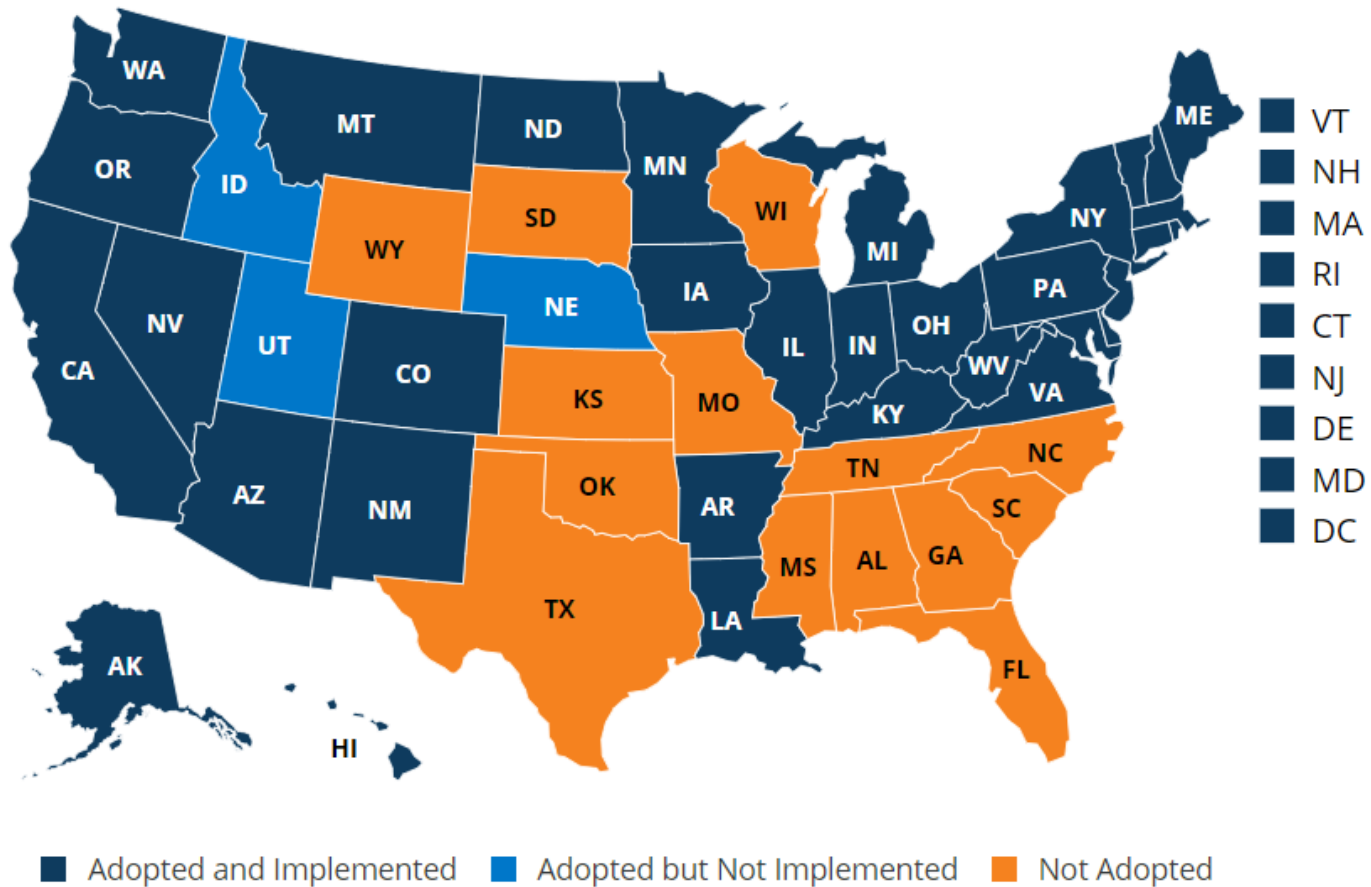 WA
ME
VT
MT
ND
OR
MN
NH
ID
SD
WI
NY
MA
WY
MI
RI
IA
PA
NE
CT
NV
IL
IN
OH
UT
WV
CA
CO
NJ
VA
KS
MO
KY
DE
NC
TN
MD
AZ
OK
NM
AR
SC
DC
MS
AL
GA
TX
LA
AK
FL
HI
Adopted and Implemented Adopted but Not Implemented Not Adopted